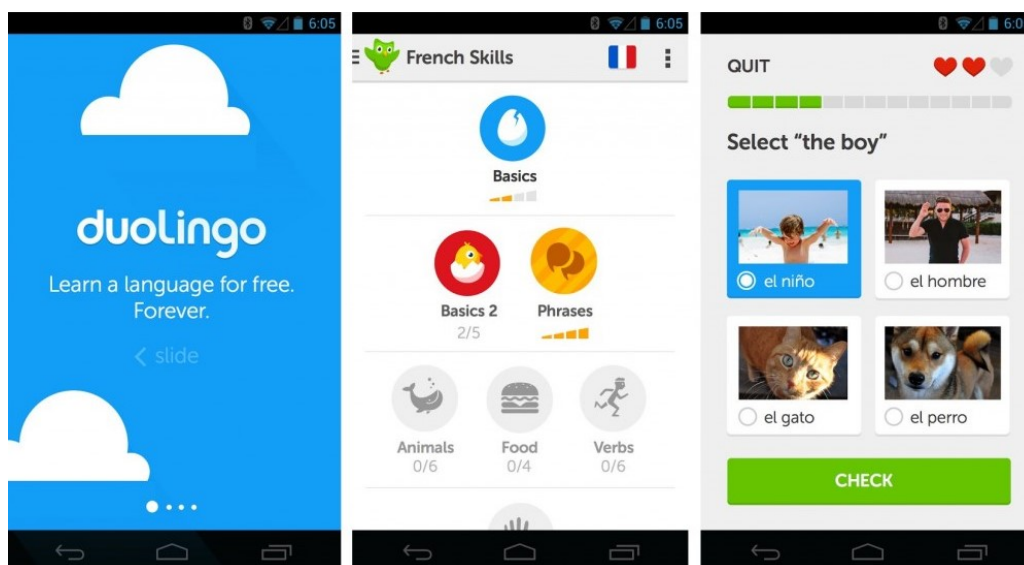 6:05
duolingo
Learn a language for free.
Forever.
< slide
6:05
French Skills
Basics
Basics 2
Phrases
2/5
Animals
Food
Verbs
0/6
0/4
0/6
6:0
QUIT
Select “the boy”
el niño
el hombre
el gato
el perro
CHECK